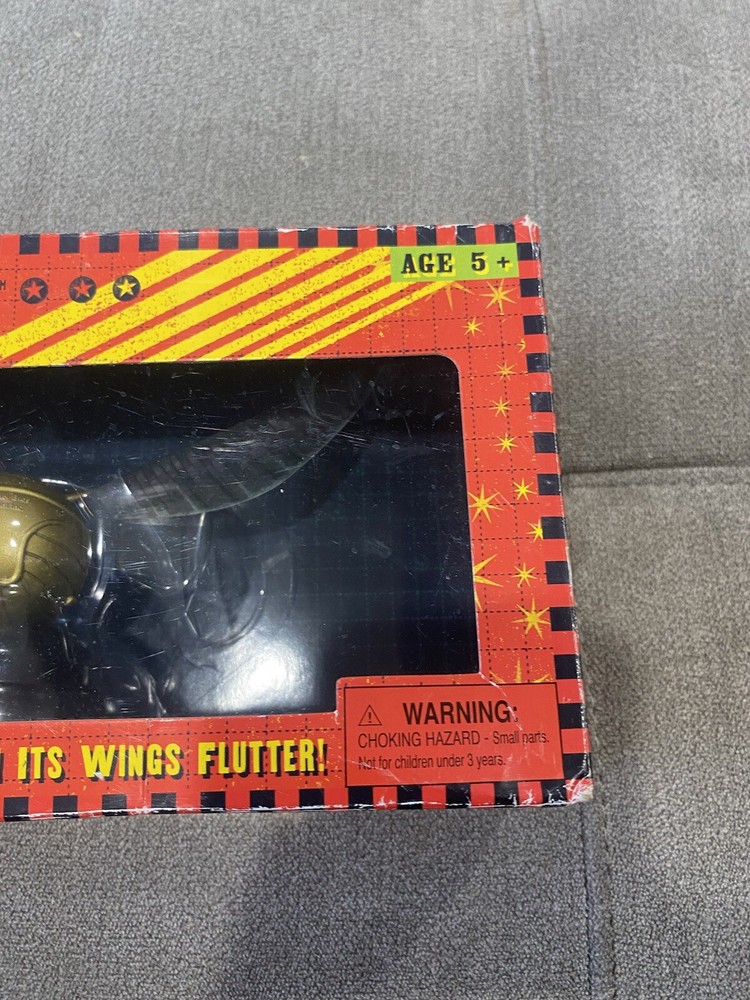 AGE 5+
ITS WINGS FLUTTER!
WARNING:
CHOKING HAZARD - Small parts.
Not for children under 3 years.